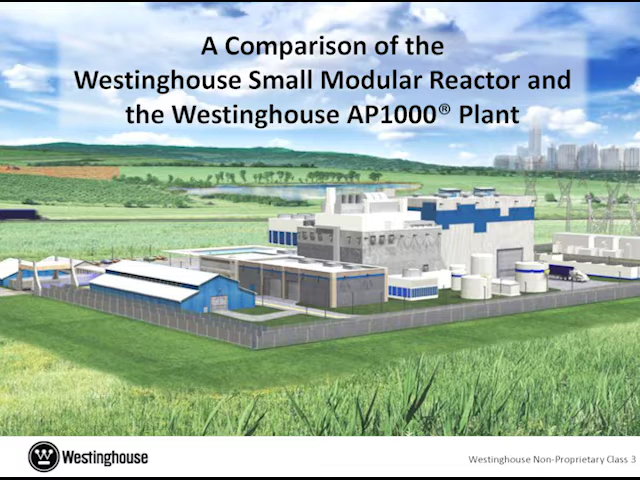 A Comparison of the
Westinghouse Small Modular Reactor and
the Westinghouse AP1000® Plant
Westinghouse
Westinghouse Non-Proprietary Class 3